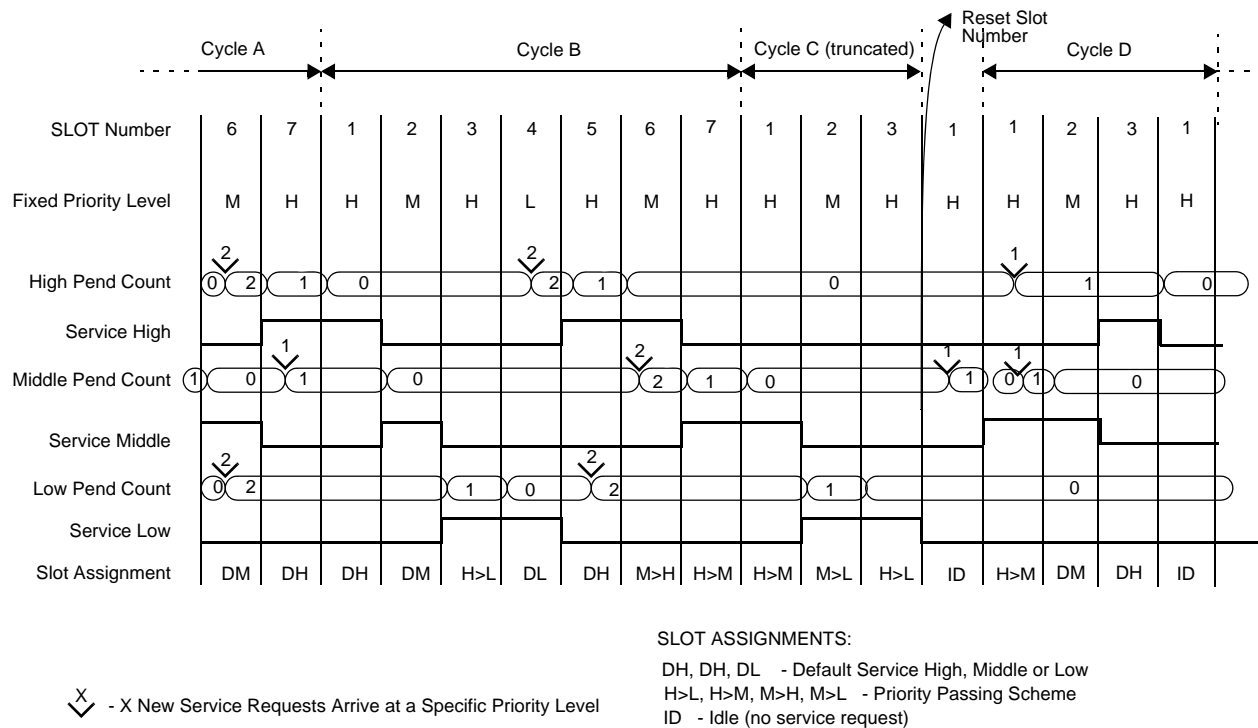 Reset Slot
Number
Cycle A Cycle B Cycle C (truncated) Cycle D
SLOT Number 6 7 1 2 3 4 5 6 7 1 2 3 1 1 2 3 1
Fixed Priority Level M H H M H L H M H H M H H H M H H
2 2 1
High Pend Count 0 2 1 0 2 1 0 1 0
Service High
1 2 1 1
Middle Pend Count 1 0 1 0 2 1 0 1 0 1 0
Service Middle
2 2
Low Pend Count 0 2 1 0 2 1 0
Service Low
Slot Assignment DM DH DH DM H>L DL DH M>H H>M H>M M>L H>L ID H>M DM DH ID
SLOT ASSIGNMENTS:
DH, DH, DL - Default Service High, Middle or Low
H>L, H>M, M>H, M>L - Priority Passing Scheme
ID - Idle (no service request)
X - X New Service Requests Arrive at a Specific Priority Level